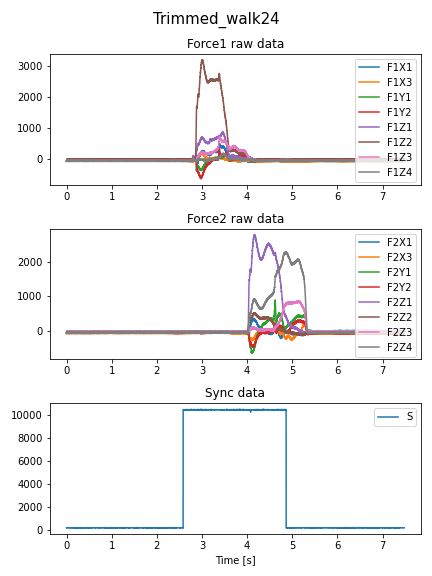 Trimmed_walk24
Force1 raw data
3000
2000
1000
0
F1X1
F1X3
F1Y1
F1Y2
F1Z1
F1Z2
F1Z3
F1Z4
0 1 2 3 4 5 6 7
Force2 raw data
2000
1000
0
F2X1
F2X3
F2Y1
F2Y2
F2Z1
F2Z2
F2Z3
F2Z4
0 1 2 3 4 5 6 7
Sync data
10000
8000
6000
4000
2000
0
S
0 1 2 3 4 5 6 7
Time [s]